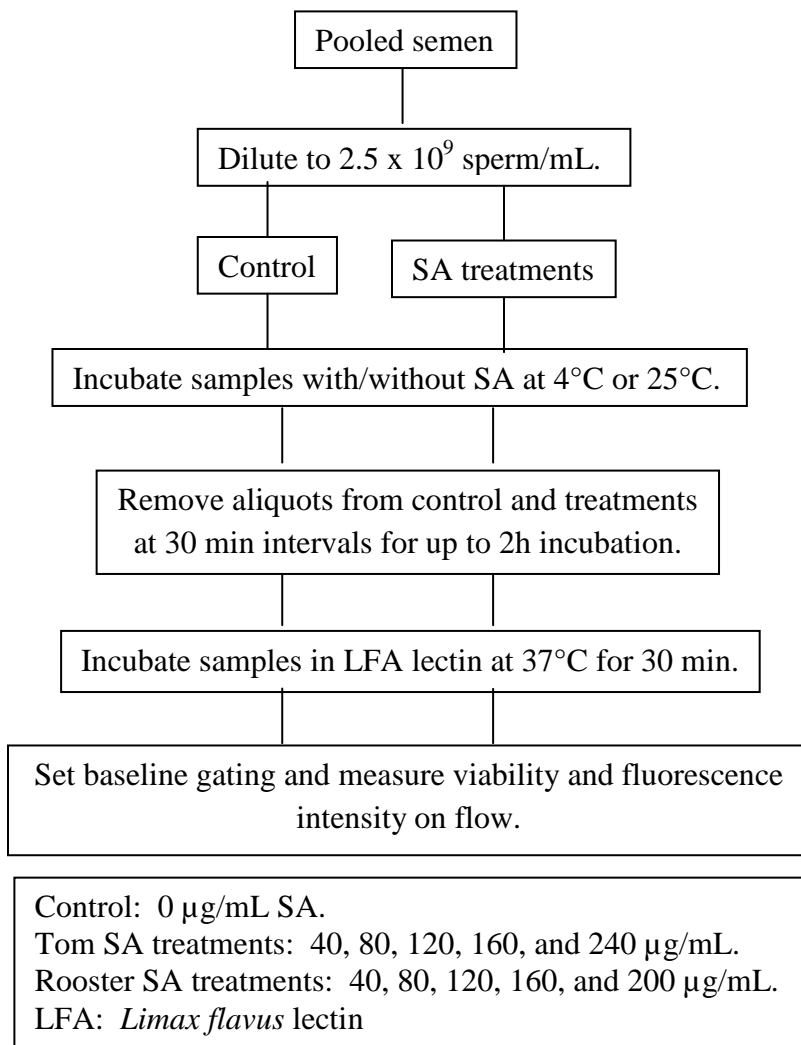 Pooled semen
Dilute to 2.5 x 10⁹ sperm/mL.
Control
SA treatments
Incubate samples with/without SA at 4°C or 25°C.
Remove aliquots from control and treatments
at 30 min intervals for up to 2h incubation.
Incubate samples in LFA lectin at 37°C for 30 min.
Set baseline gating and measure viability and fluorescence
intensity on flow.
Control:  0 µg/mL SA.
Tom SA treatments:  40, 80, 120, 160, and 240 µg/mL.
Rooster SA treatments:  40, 80, 120, 160, and 200 µg/mL.
LFA:  Limax flavus lectin